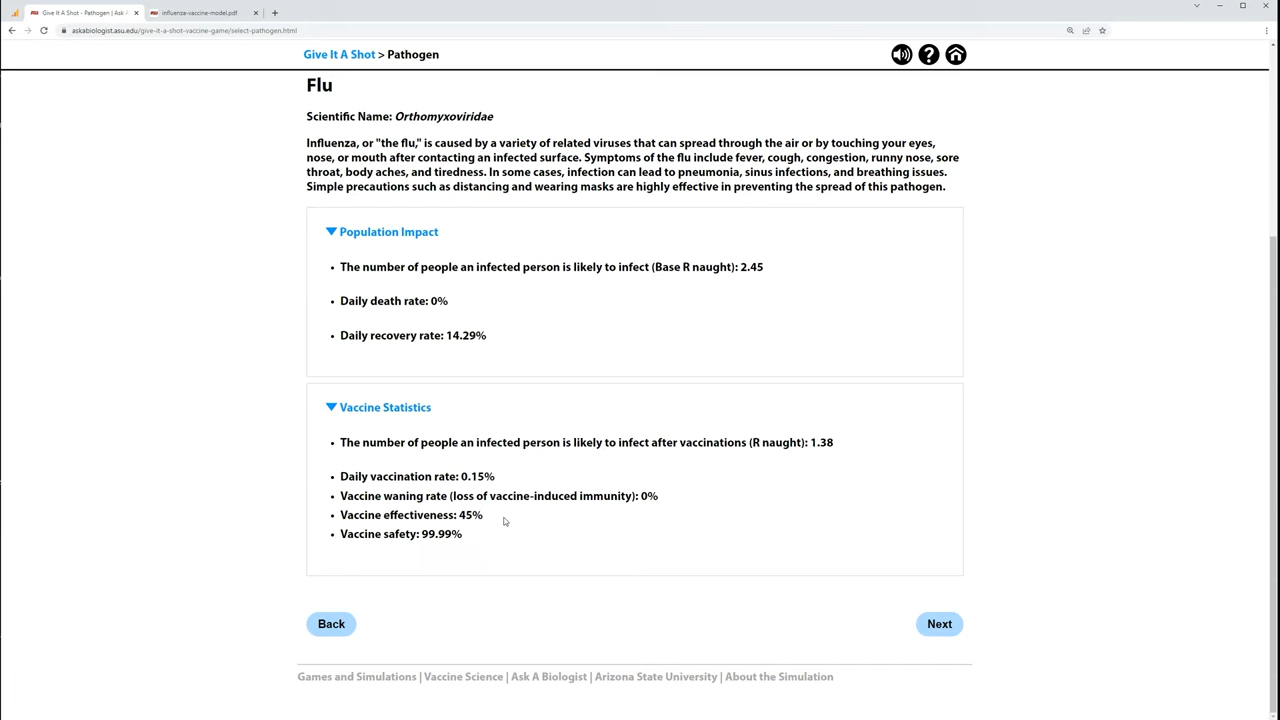 Give It A Shot - Pathogen | Ask A
influenza-vaccine-model.pdf
askabiologist.asu.edu/give-it-a-shot-vaccine-game/select-pathogen.html
Give It A Shot > Pathogen
Flu
Scientific Name: Orthomyxoviridae
Influenza, or "the flu," is caused by a variety of related viruses that can spread through the air or by touching your eyes,
nose, or mouth after contacting an infected surface. Symptoms of the flu include fever, cough, congestion, runny nose, sore
throat, body aches, and tiredness. In some cases, infection can lead to pneumonia, sinus infections, and breathing issues.
Simple precautions such as distancing and wearing masks are highly effective in preventing the spread of this pathogen.
Population Impact
• The number of people an infected person is likely to infect (Base R naught): 2.45
• Daily death rate: 0%
• Daily recovery rate: 14.29%
Vaccine Statistics
• The number of people an infected person is likely to infect after vaccinations (R naught): 1.38
• Daily vaccination rate: 0.15%
• Vaccine waning rate (loss of vaccine-induced immunity): 0%
• Vaccine effectiveness: 45%
• Vaccine safety: 99.99%
Back
Next
Games and Simulations | Vaccine Science | Ask A Biologist | Arizona State University | About the Simulation